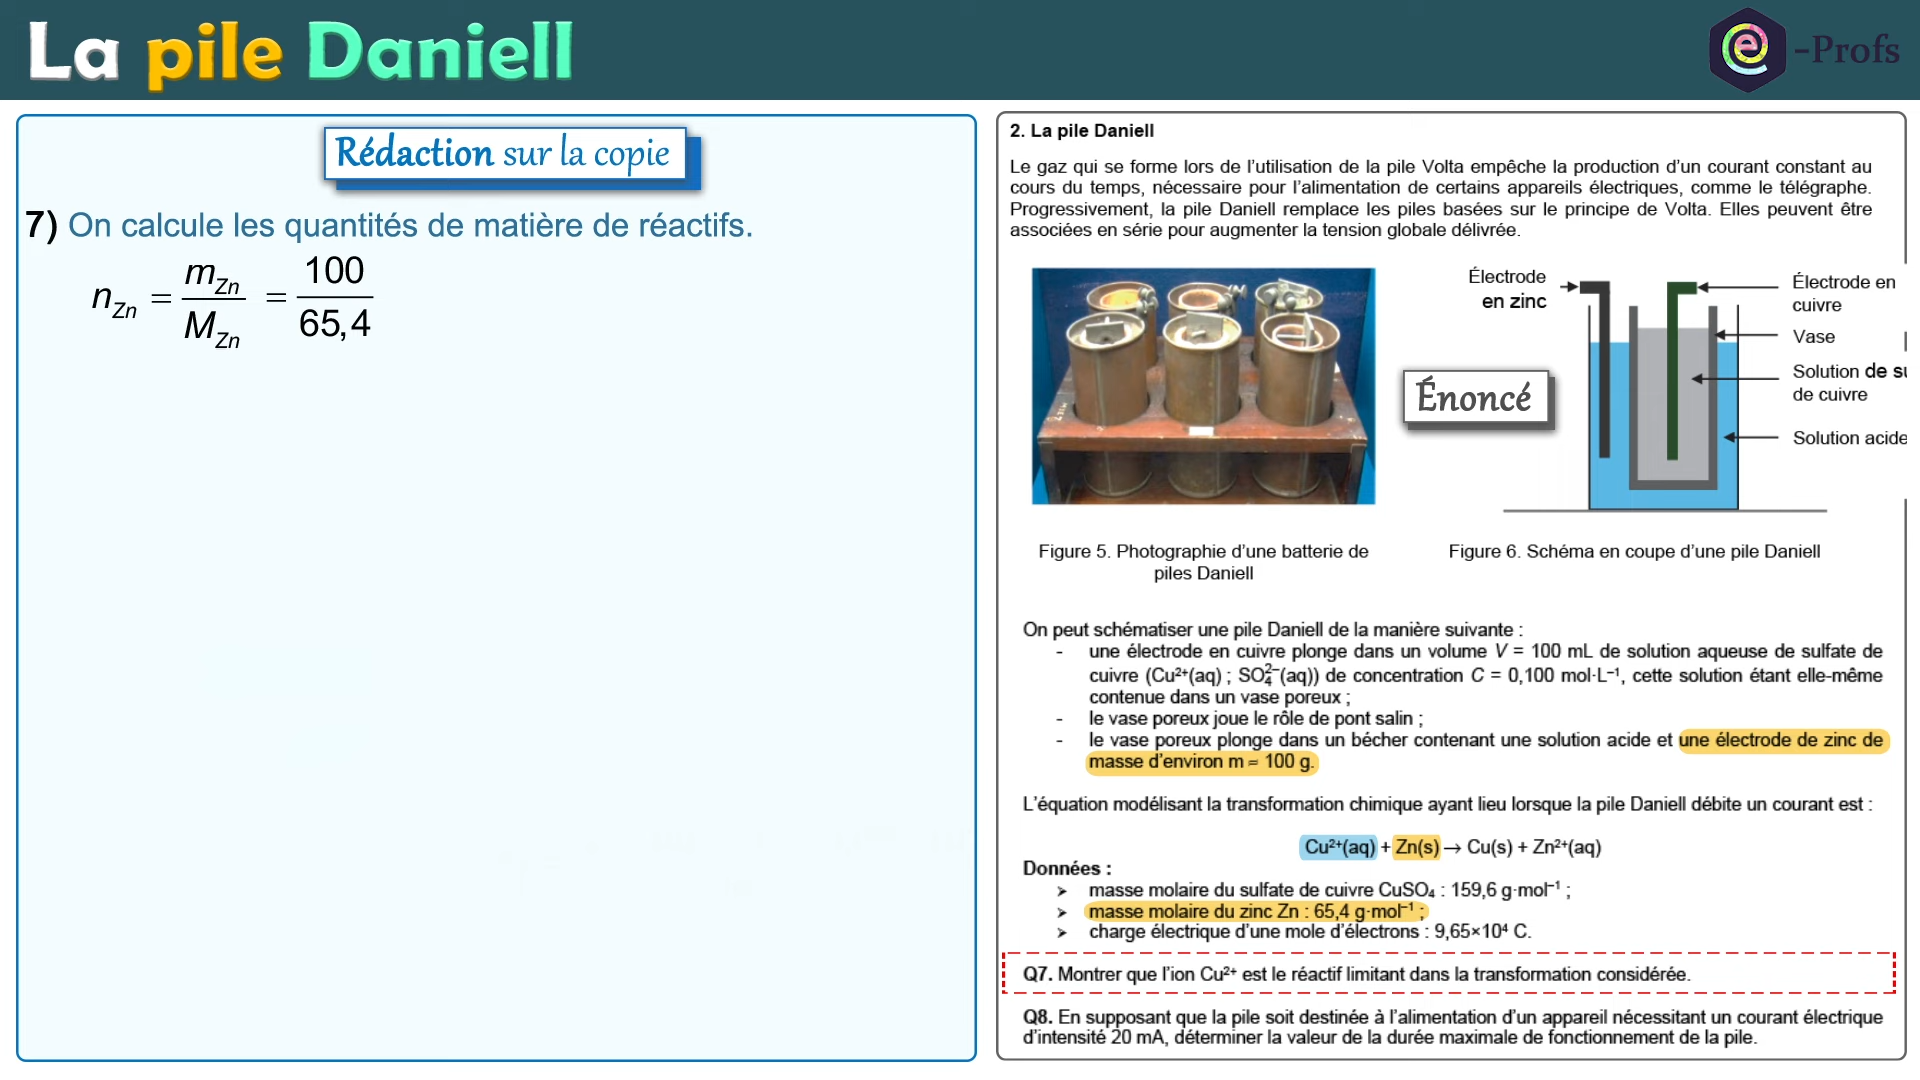 La pile Daniell
e -Profs
Rédaction sur la copie
7) On calcule les quantités de matière de réactifs.
n_Zn = m_Zn / M_Zn = 100 / 65,4
2. La pile Daniell
Le gaz qui se forme lors de l'utilisation de la pile Volta empêche la production d'un courant constant au
cours du temps, nécessaire pour l'alimentation de certains appareils électriques, comme le télégraphe.
Progressivement, la pile Daniell remplace les piles basées sur le principe de Volta. Elles peuvent être
associées en série pour augmenter la tension globale délivrée.
Électrode
en zinc
Électrode en
cuivre
Vase
Solution de su
de cuivre
Solution acide
Énoncé
Figure 5. Photographie d'une batterie de
piles Daniell
Figure 6. Schéma en coupe d'une pile Daniell
On peut schématiser une pile Daniell de la manière suivante :
- une électrode en cuivre plonge dans un volume V = 100 mL de solution aqueuse de sulfate de
cuivre (Cu²⁺(aq) ; SO₄²⁻(aq)) de concentration C = 0,100 mol·L⁻¹, cette solution étant elle-même
contenue dans un vase poreux ;
- le vase poreux joue le rôle de pont salin ;
- le vase poreux plonge dans un bécher contenant une solution acide et une électrode de zinc de
masse d'environ m = 100 g.
L'équation modélisant la transformation chimique ayant lieu lorsque la pile Daniell débite un courant est :
Cu²⁺(aq) + Zn(s) → Cu(s) + Zn²⁺(aq)
Données :
➢ masse molaire du sulfate de cuivre CuSO₄ : 159,6 g·mol⁻¹ ;
➢ masse molaire du zinc Zn : 65,4 g·mol⁻¹ ;
➢ charge électrique d'une mole d'électrons : 9,65×10⁴ C.
Q7. Montrer que l'ion Cu²⁺ est le réactif limitant dans la transformation considérée.
Q8. En supposant que la pile soit destinée à l'alimentation d'un appareil nécessitant un courant électrique
d'intensité 20 mA, déterminer la valeur de la durée maximale de fonctionnement de la pile.